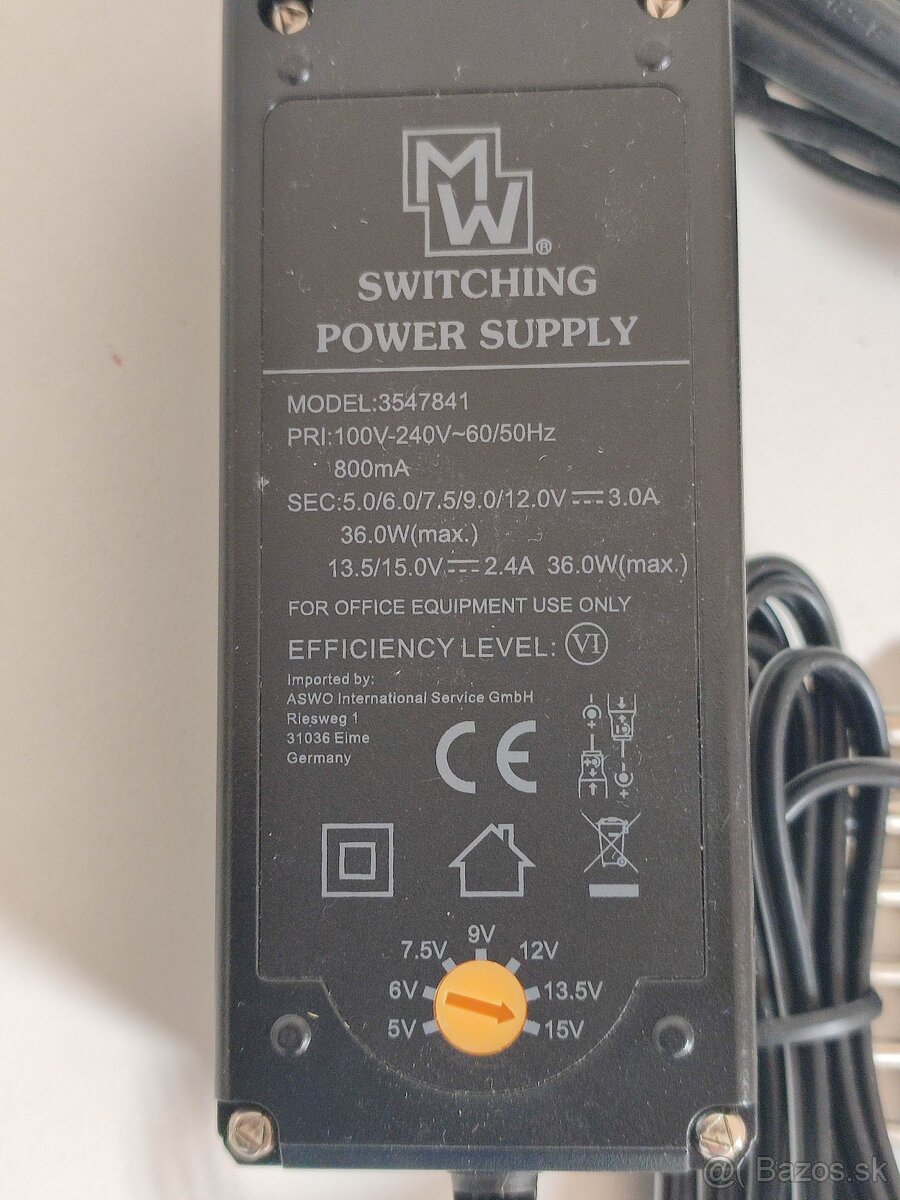 MW®
SWITCHING
POWER SUPPLY
MODEL:3547841
PRI:100V-240V~60/50Hz
800mA
SEC:5.0/6.0/7.5/9.0/12.0V⎓3.0A
36.0W(max.)
13.5/15.0V⎓2.4A 36.0W(max.)
FOR OFFICE EQUIPMENT USE ONLY
EFFICIENCY LEVEL: VI
Imported by:
ASWO International Service GmbH
Riesweg 1
31036 Eime
Germany
CE
9V
7.5V 12V
6V 13.5V
5V 15V
@ Bazos.sk